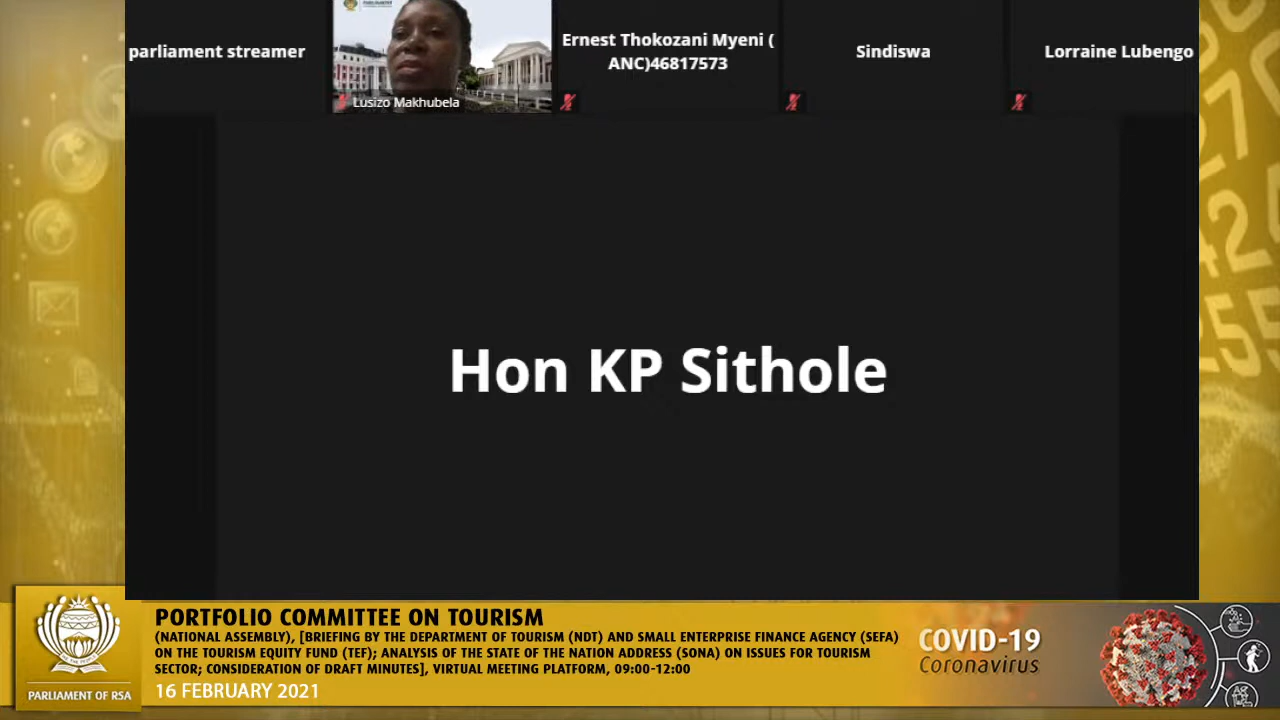 parliament streamer
Lusizo Makhubela
Ernest Thokozani Myeni (
ANC)46817573
Sindiswa
Lorraine Lubengo
Hon KP Sithole
PORTFOLIO COMMITTEE ON TOURISM
(NATIONAL ASSEMBLY), [BRIEFING BY THE DEPARTMENT OF TOURISM (NDT) AND SMALL ENTERPRISE FINANCE AGENCY (SEFA)
ON THE TOURISM EQUITY FUND (TEF); ANALYSIS OF THE STATE OF THE NATION ADDRESS (SONA) ON ISSUES FOR TOURISM
SECTOR; CONSIDERATION OF DRAFT MINUTES], VIRTUAL MEETING PLATFORM, 09:00-12:00
16 FEBRUARY 2021
PARLIAMENT OF RSA
COVID-19
Coronavirus